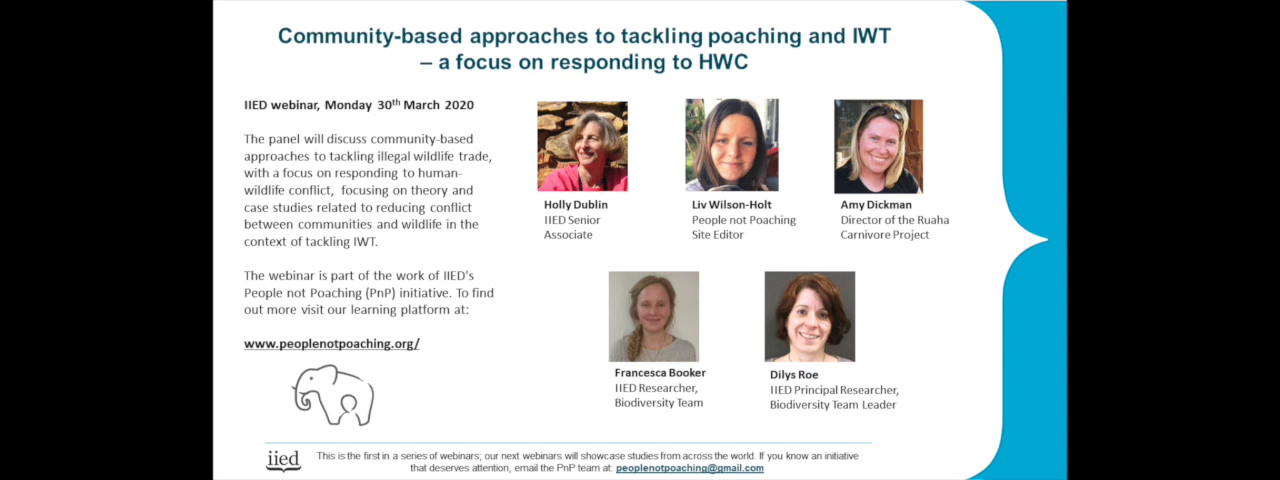 Community-based approaches to tackling poaching and IWT
– a focus on responding to HWC
IIED webinar, Monday 30th March 2020
The panel will discuss community-based
approaches to tackling illegal wildlife trade,
with a focus on responding to human-
wildlife conflict, focusing on theory and
case studies related to reducing conflict
between communities and wildlife in the
context of tackling IWT.
The webinar is part of the work of IIED's
People not Poaching (PnP) initiative. To find
out more visit our learning platform at:
www.peoplenotpoaching.org/
Holly Dublin
IIED Senior
Associate
Liv Wilson-Holt
People not Poaching
Site Editor
Amy Dickman
Director of the Ruaha
Carnivore Project
Francesca Booker
IIED Researcher,
Biodiversity Team
Dilys Roe
IIED Principal Researcher,
Biodiversity Team Leader
iied
This is the first in a series of webinars; our next webinars will showcase studies from across the world. If you know an initiative
that deserves attention, email the PnP team at: peoplenotpoaching@gmail.com